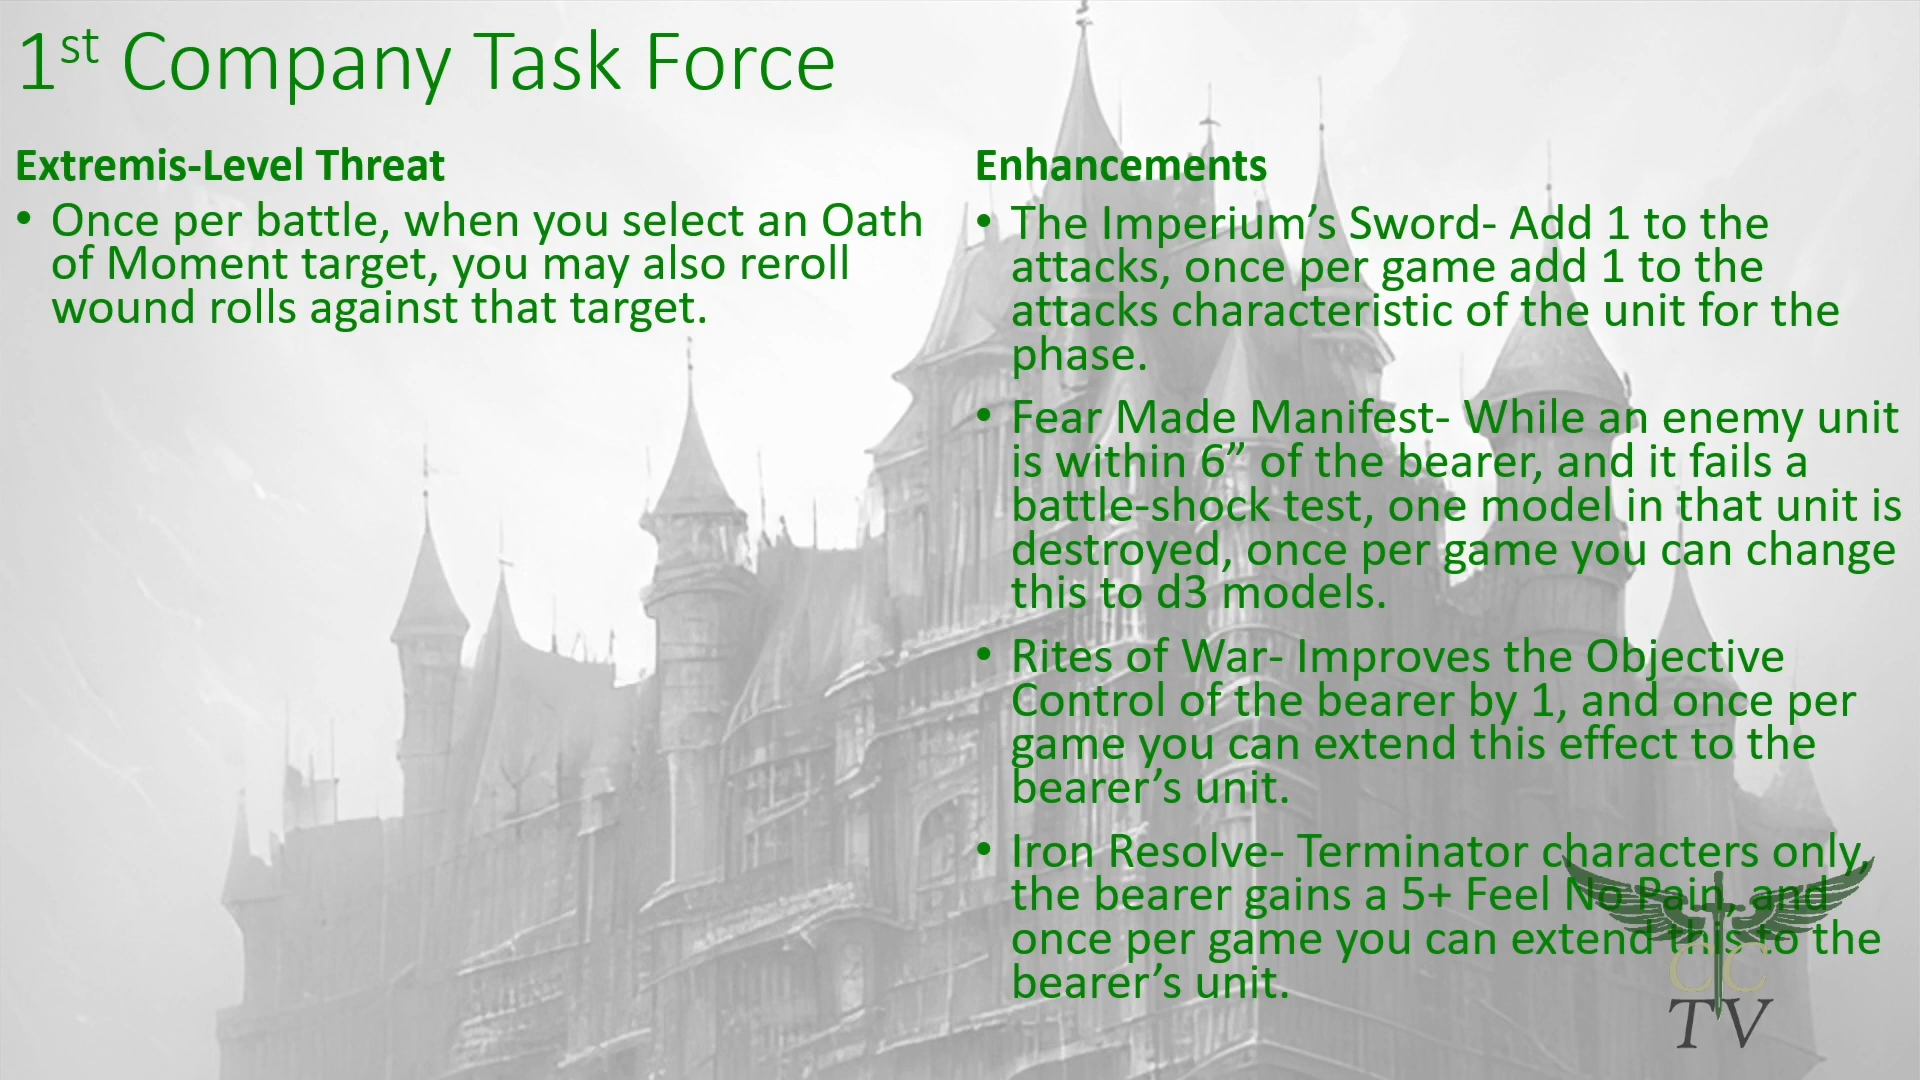 1st Company Task Force
Extremis-Level Threat
• Once per battle, when you select an Oath
of Moment target, you may also reroll
wound rolls against that target.
Enhancements
• The Imperium’s Sword- Add 1 to the
attacks, once per game add 1 to the
attacks characteristic of the unit for the
phase.
• Fear Made Manifest- While an enemy unit
is within 6” of the bearer, and it fails a
battle-shock test, one model in that unit is
destroyed, once per game you can change
this to d3 models.
• Rites of War- Improves the Objective
Control of the bearer by 1, and once per
game you can extend this effect to the
bearer’s unit.
• Iron Resolve- Terminator characters only,
the bearer gains a 5+ Feel No Pain, and
once per game you can extend this to the
bearer’s unit.
CC
TV